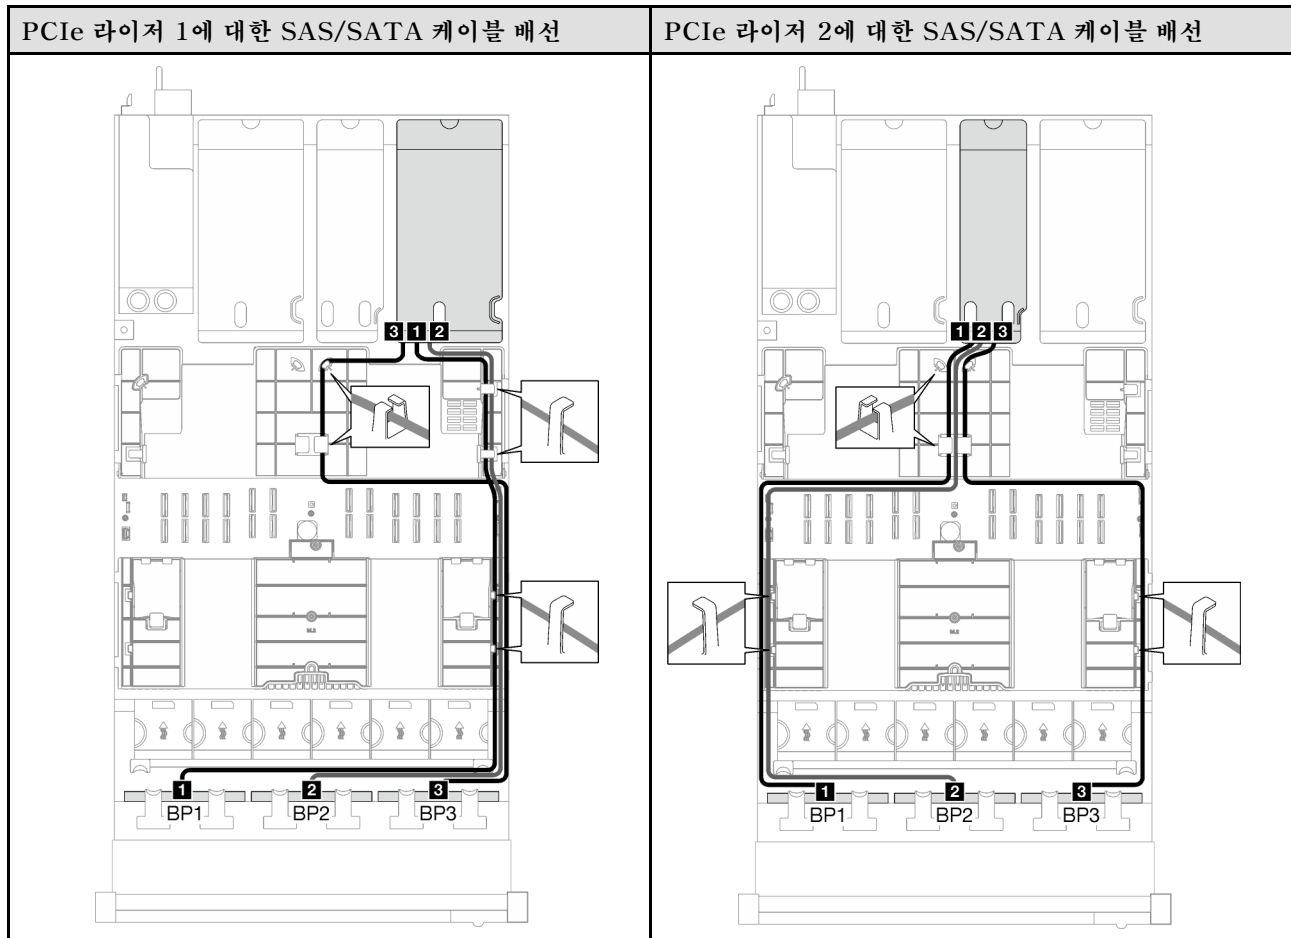 PCIe 라이저 1에 대한 SAS/SATA 케이블 배선
3 1 2
M.2
1 2 3
BP1 BP2 BP3
PCIe 라이저 2에 대한 SAS/SATA 케이블 배선
1 2 3
M.2
1 2 3
BP1 BP2 BP3